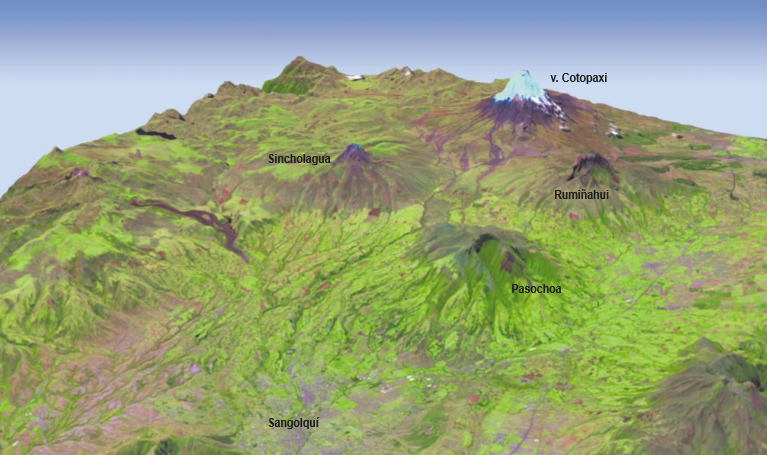 v. Cotopaxi
Sincholagua
Rumiñahui
Pasochoa
Sangolquí